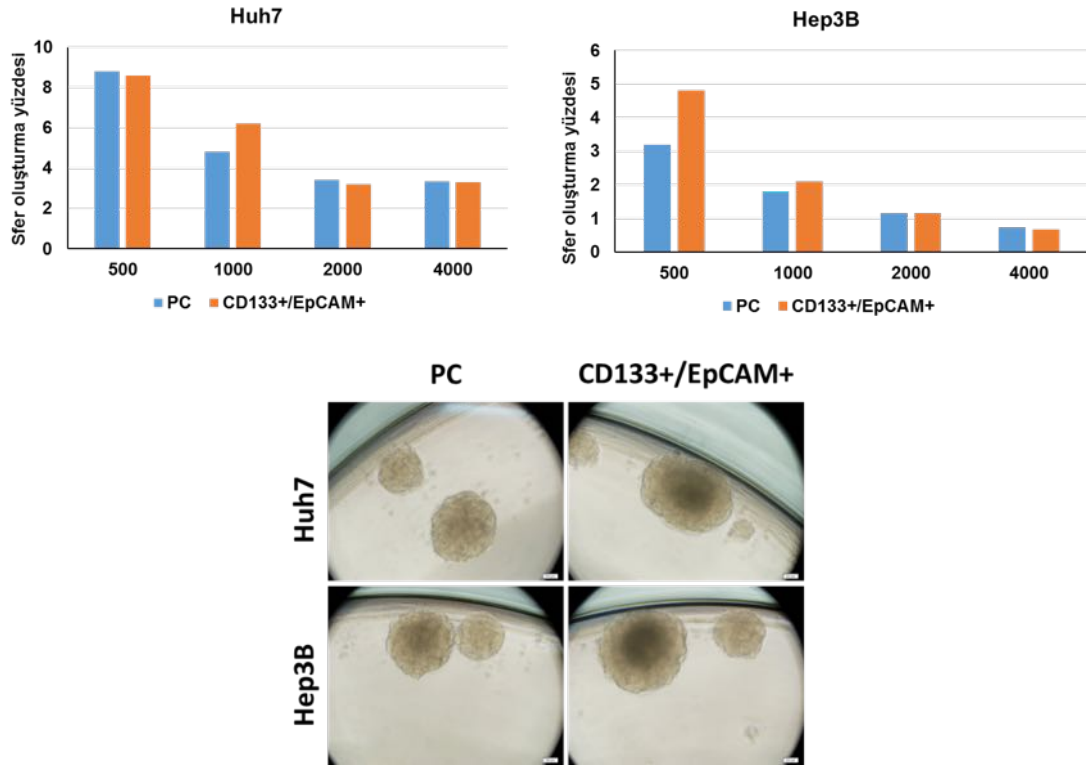 Huh7
Sfer oluşturma yüzdesi
10
8
6
4
2
0
500 1000 2000 4000
PC CD133+/EpCAM+
Hep3B
Sfer oluşturma yüzdesi
6
5
4
3
2
1
0
500 1000 2000 4000
PC CD133+/EpCAM+
PC CD133+/EpCAM+
Huh7
Hep3B